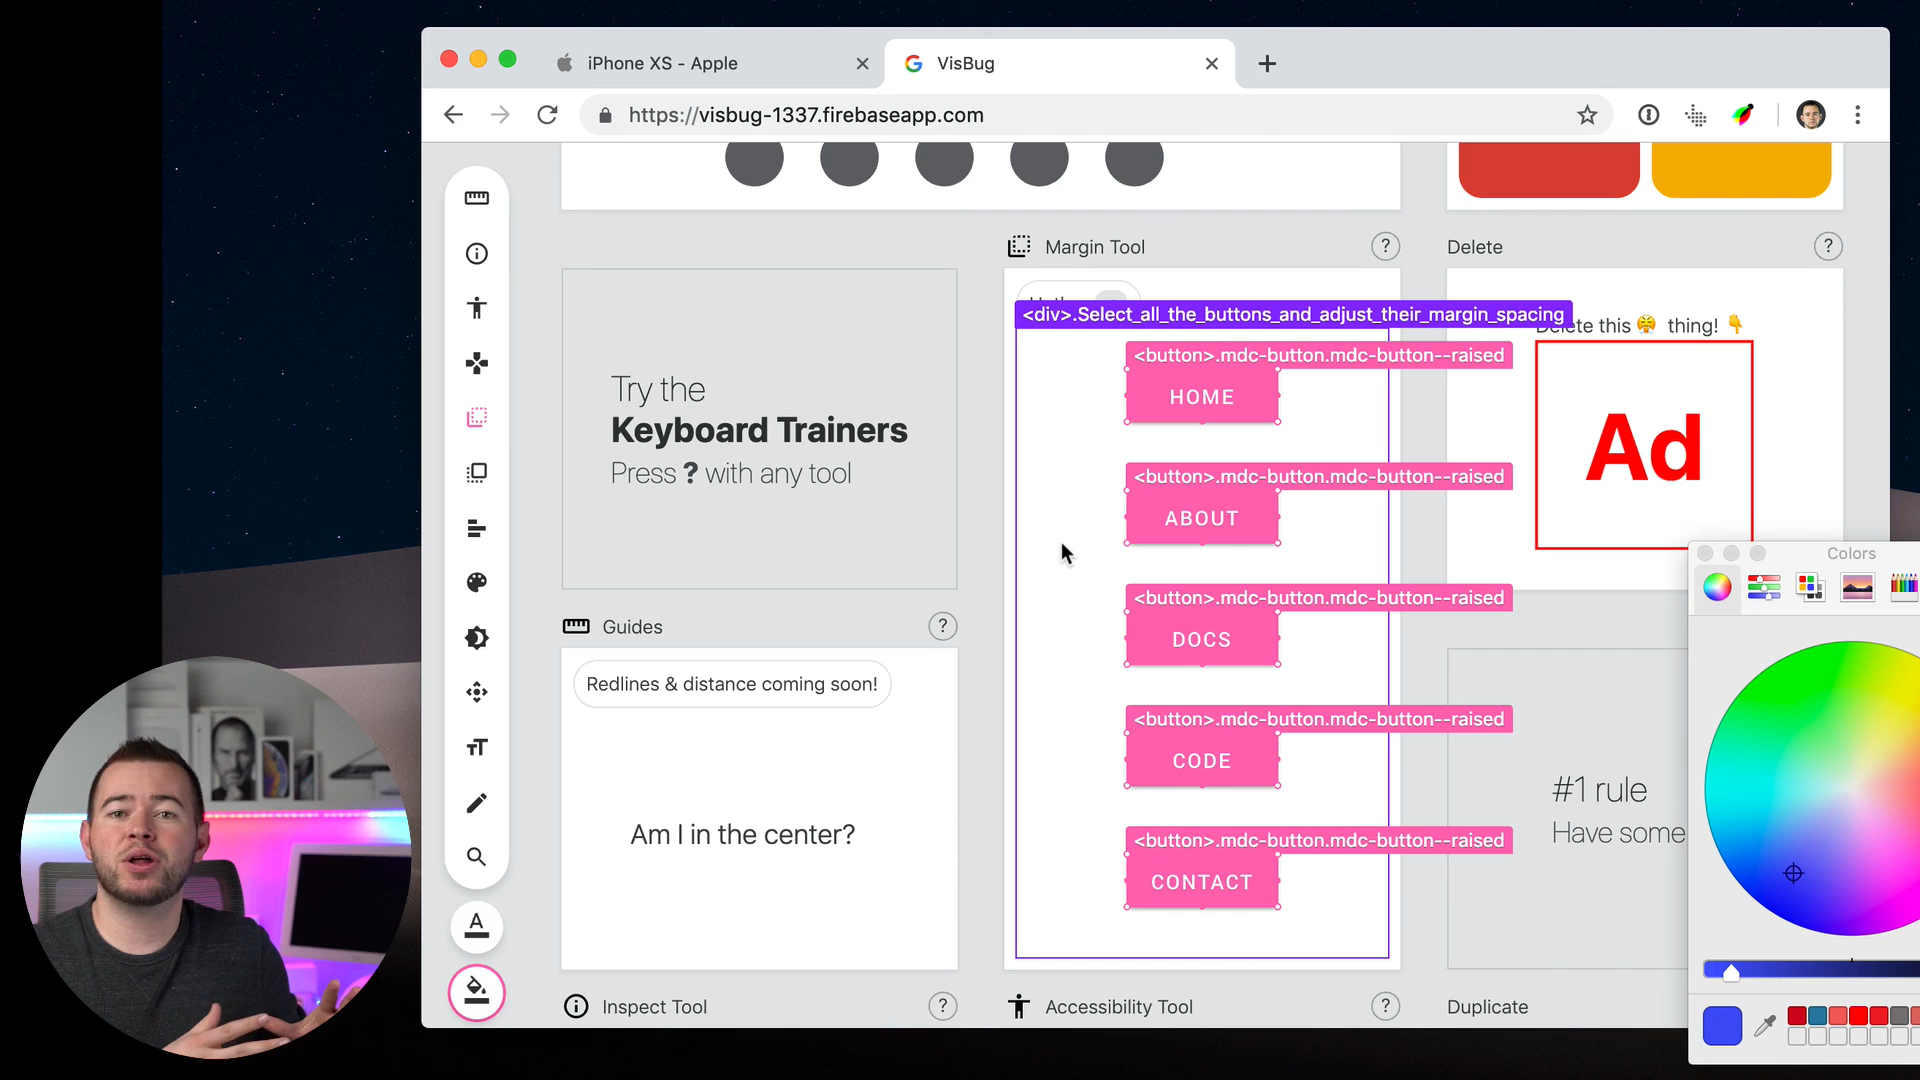 iPhone XS - Apple
VisBug
https://visbug-1337.firebaseapp.com
Margin Tool
?
Delete
?
<div>.Select_all_the_buttons_and_adjust_their_margin_spacing
Delete this 😤 thing! 👇
<button>.mdc-button.mdc-button--raised
HOME
<button>.mdc-button.mdc-button--raised
ABOUT
<button>.mdc-button.mdc-button--raised
DOCS
<button>.mdc-button.mdc-button--raised
CODE
<button>.mdc-button.mdc-button--raised
CONTACT
Ad
Try the
Keyboard Trainers
Press ? with any tool
Guides
?
Redlines & distance coming soon!
Am I in the center?
#1 rule
Have some
Colors
A
Inspect Tool
?
Accessibility Tool
?
Duplicate